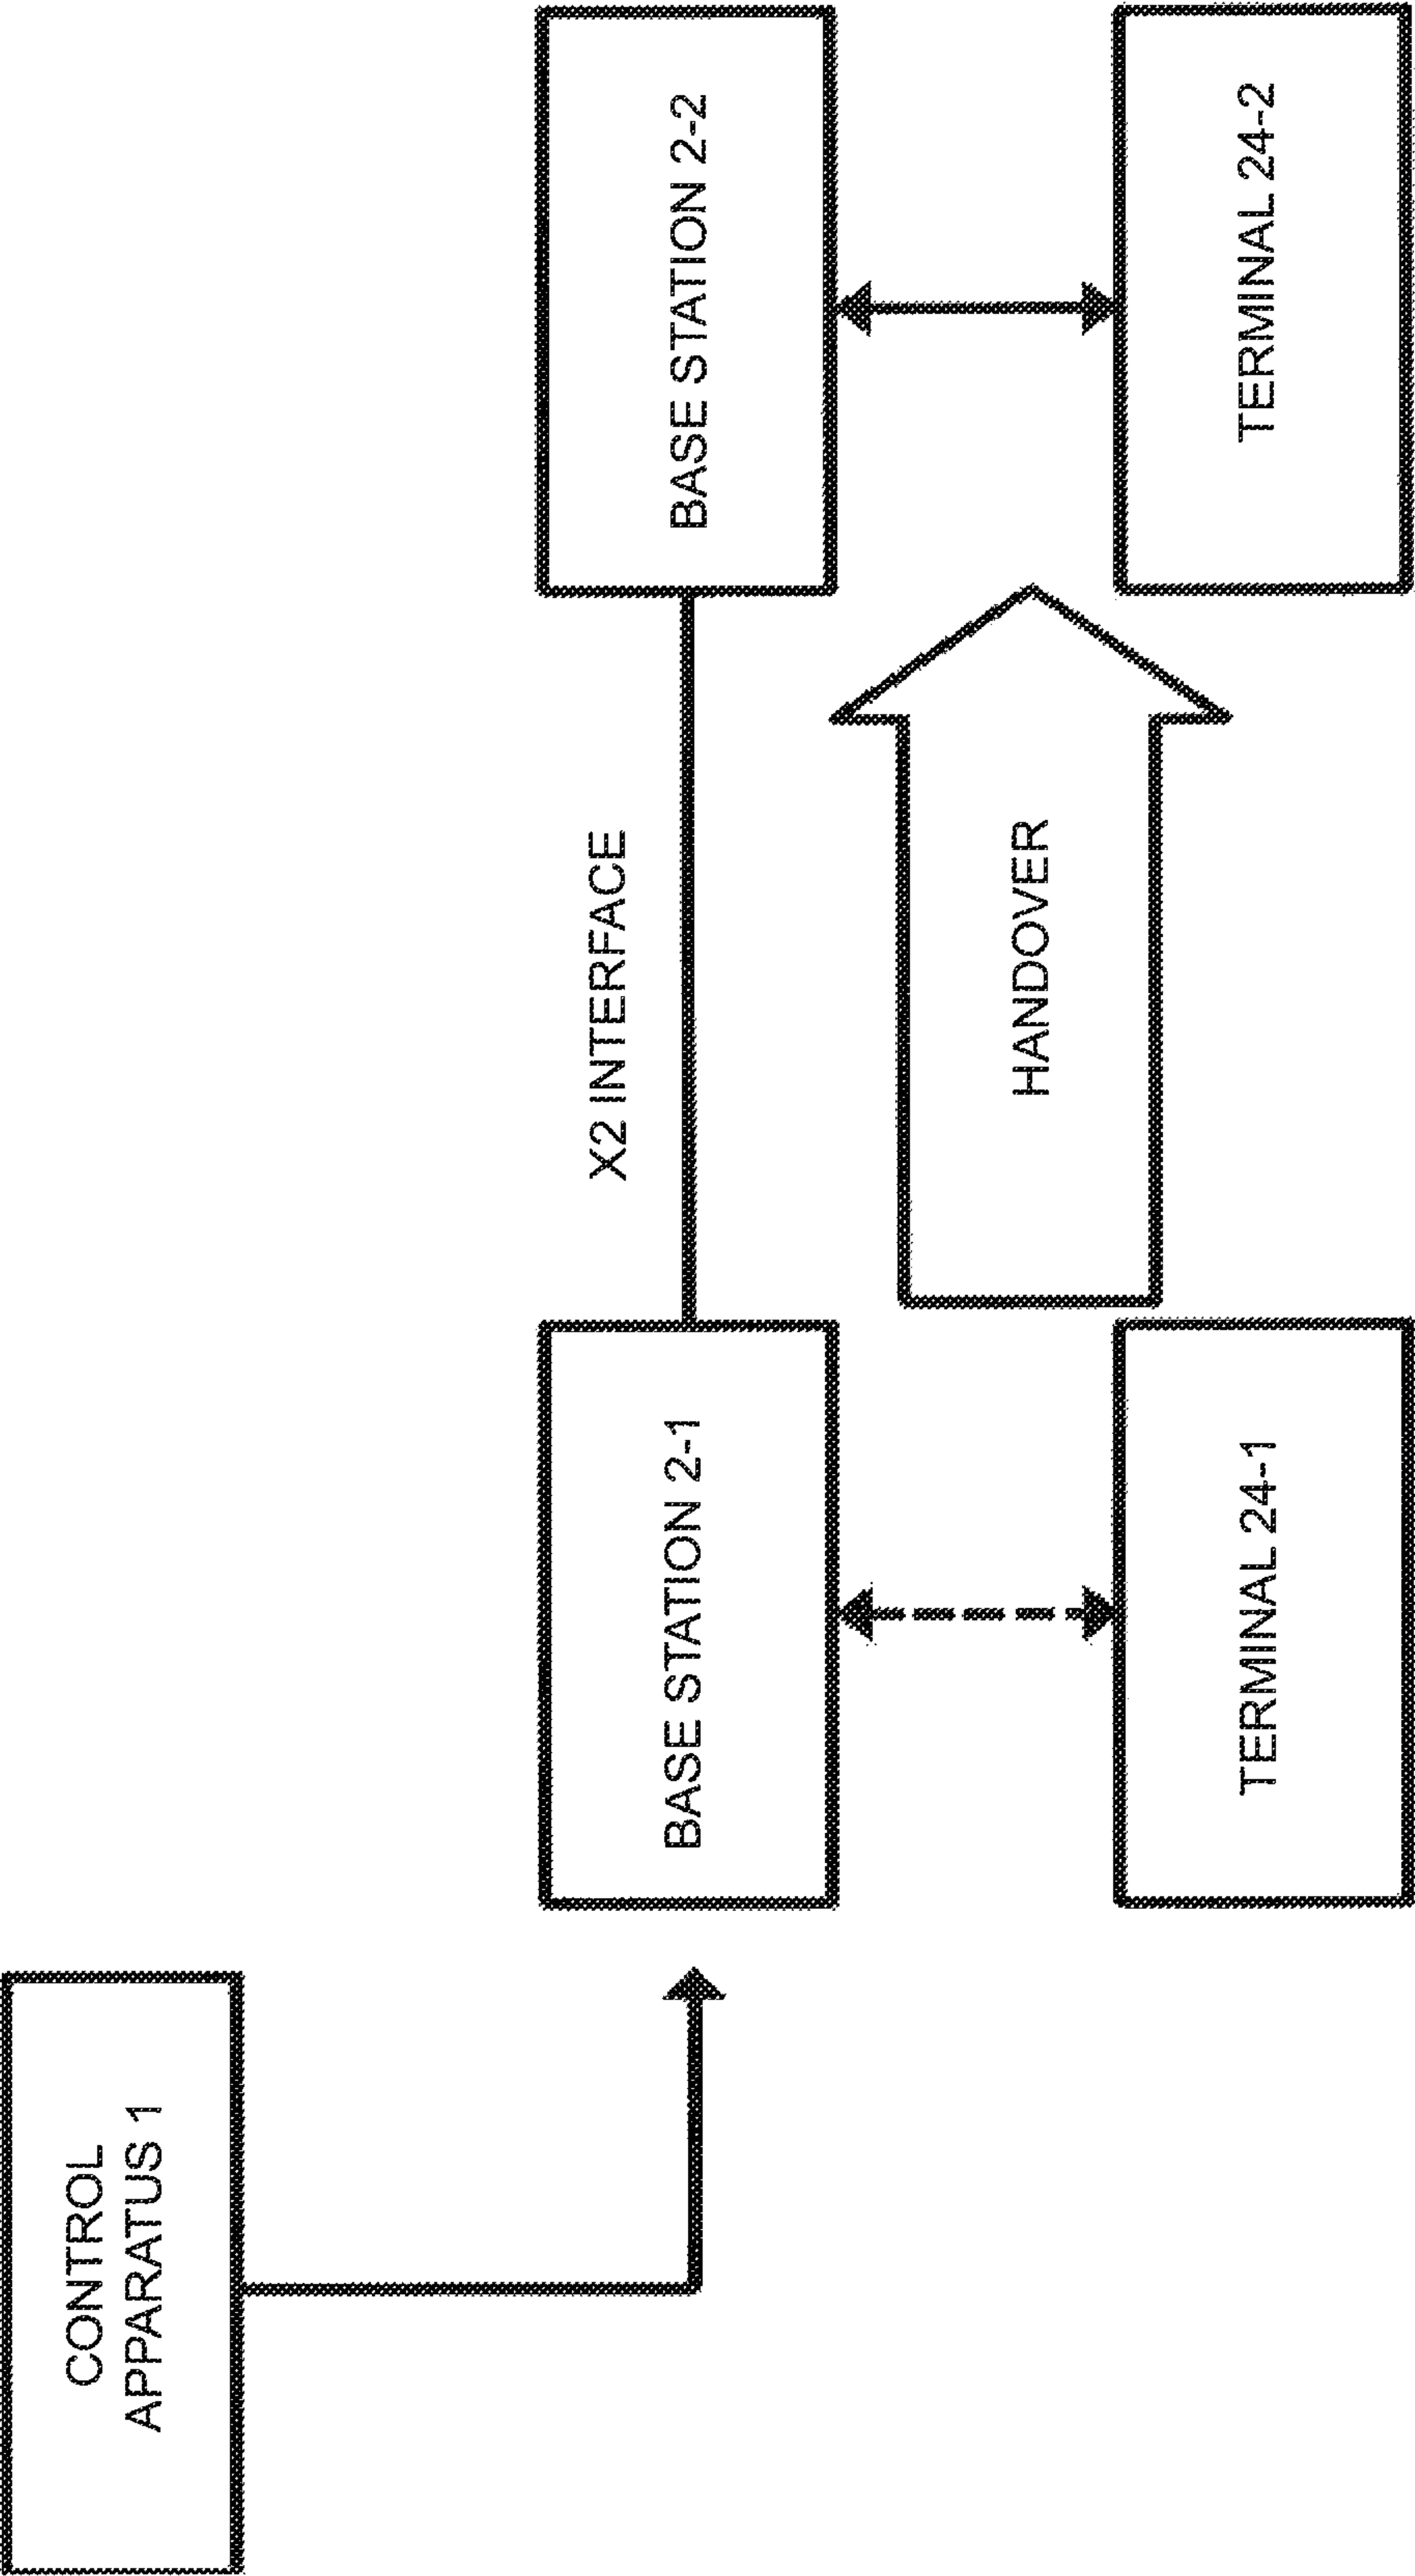 CONTROL
APPARATUS 1
BASE STATION 2-1
X2 INTERFACE
BASE STATION 2-2
HANDOVER
TERMINAL 24-1
TERMINAL 24-2